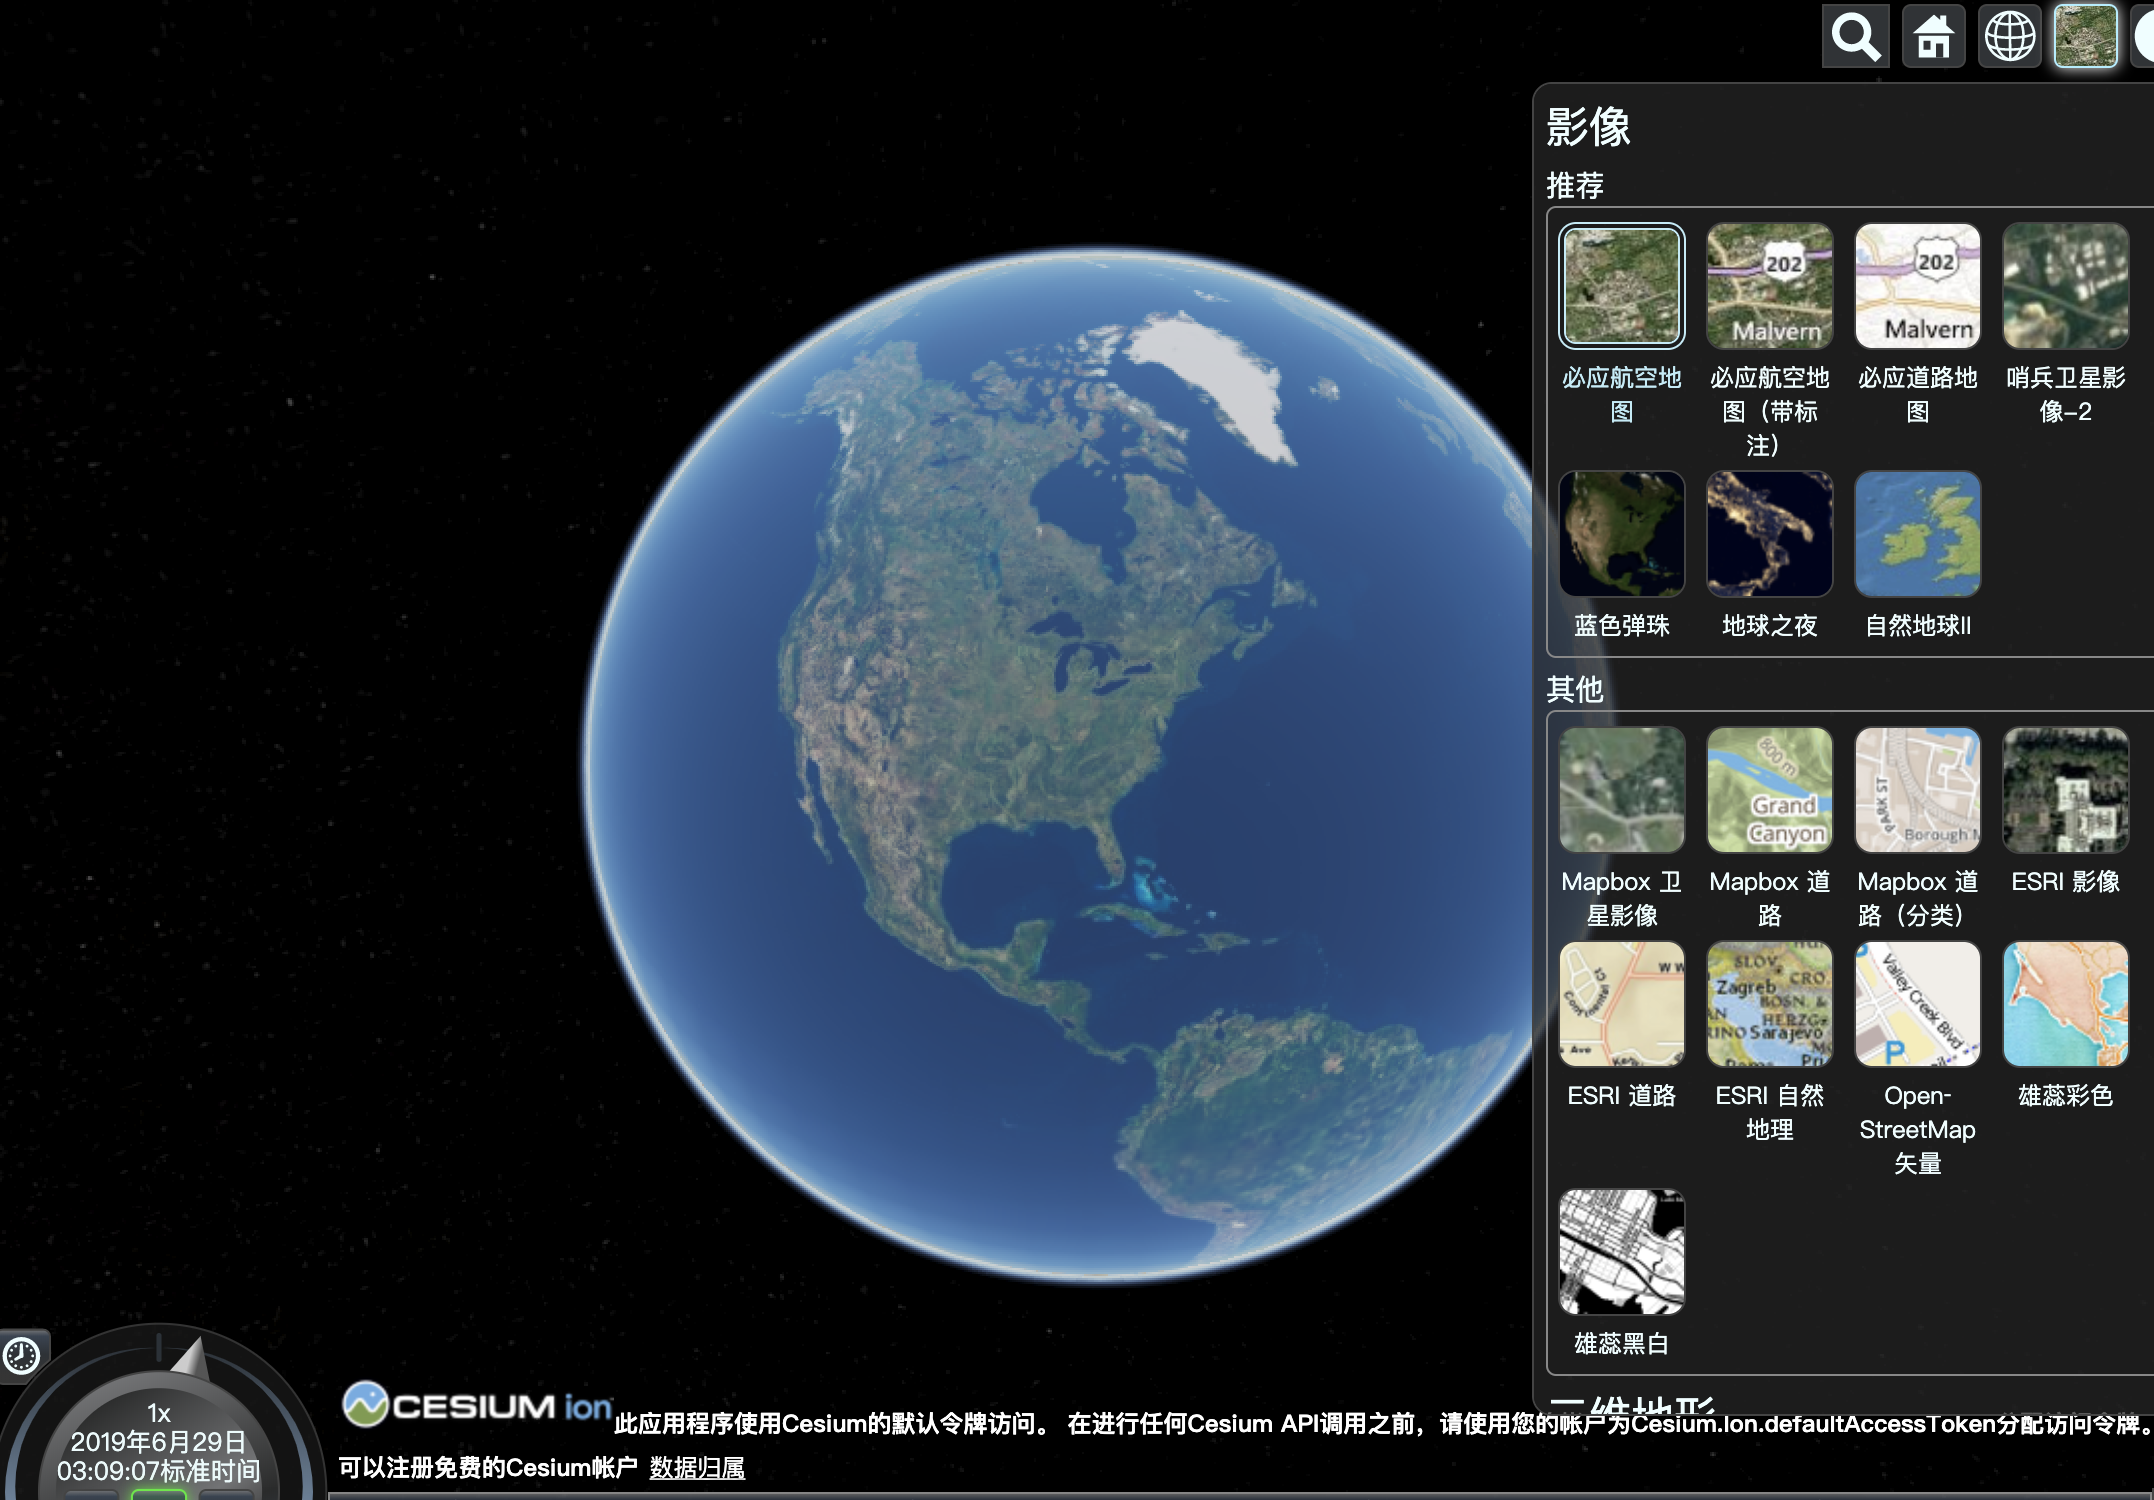 影像
推荐
202
Malvern
202
Malvern
必应航空地
图
必应航空地
图（带标
注）
必应道路地
图
哨兵卫星影
像-2
蓝色弹珠
地球之夜
自然地球II
其他
800 m
Grand
Canyon
PARK ST
Borough
Mapbox 卫
星影像
Mapbox 道
路
Mapbox 道
路（分类）
ESRI 影像
SLOV.
CRO.
Zagreb
BOSN. &
HERZG.
Sarajevo
Valley Creek Blvd
P
ESRI 道路
ESRI 自然
地理
Open-
StreetMap
矢量
雄蕊彩色
雄蕊黑白
三维地形
1x
2019年6月29日
03:09:07标准时间
CESIUM ion
此应用程序使用Cesium的默认令牌访问。 在进行任何Cesium API调用之前，请使用您的帐户为Cesium.Ion.defaultAccessToken分配访问令牌。
可以注册免费的Cesium帐户 数据归属